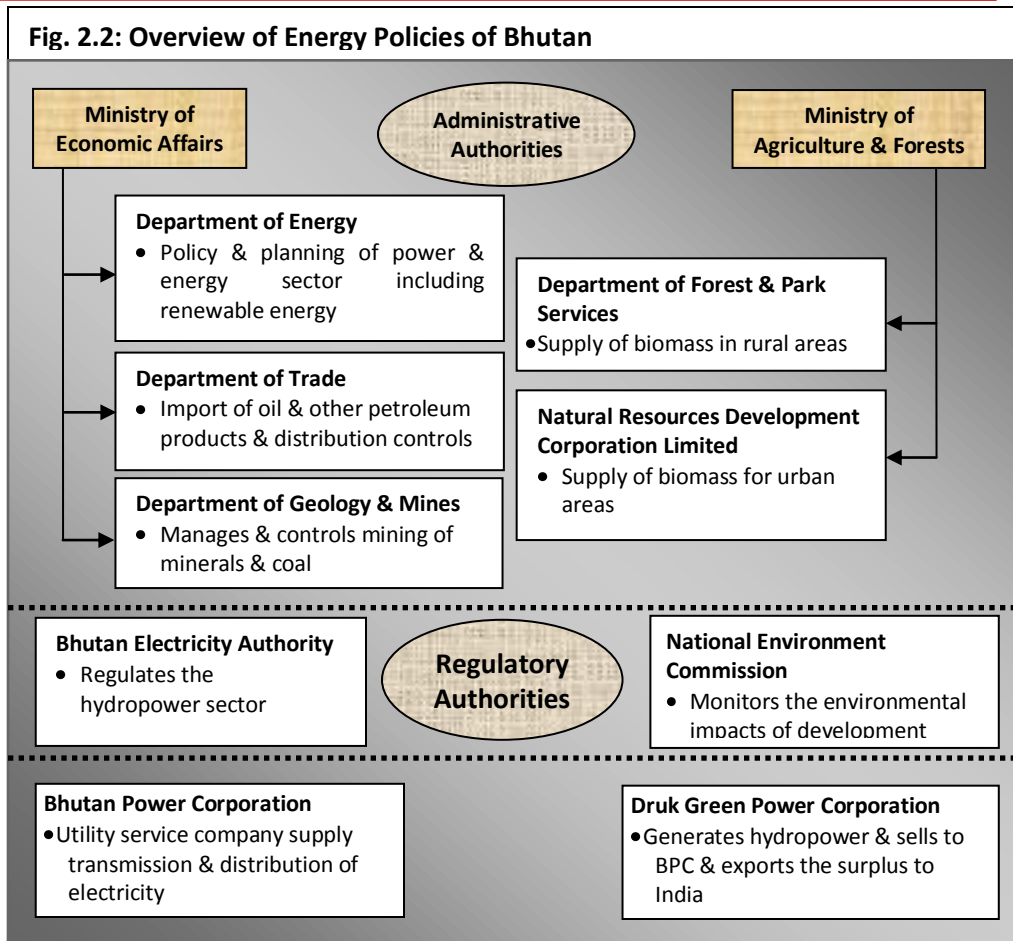 Fig. 2.2: Overview of Energy Policies of Bhutan
Ministry of
Economic Affairs
Administrative
Authorities
Ministry of
Agriculture & Forests
Department of Energy
• Policy & planning of power &
energy sector including
renewable energy
Department of Trade
• Import of oil & other petroleum
products & distribution controls
Department of Geology & Mines
• Manages & controls mining of
minerals & coal
Department of Forest & Park
Services
•Supply of biomass in rural areas
Natural Resources Development
Corporation Limited
• Supply of biomass for urban
areas
Bhutan Electricity Authority
• Regulates the
hydropower sector
Regulatory
Authorities
National Environment
Commission
• Monitors the environmental
impacts of development
Bhutan Power Corporation
•Utility service company supply
transmission & distribution of
electricity
Druk Green Power Corporation
•Generates hydropower & sells to
BPC & exports the surplus to
India